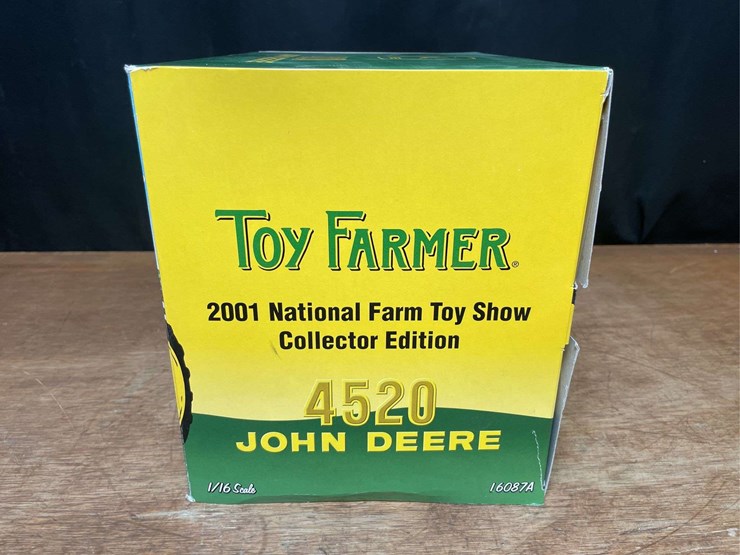 TOY FARMER®
2001 National Farm Toy Show
Collector Edition
4520
JOHN DEERE
1/16 Scale 16087A